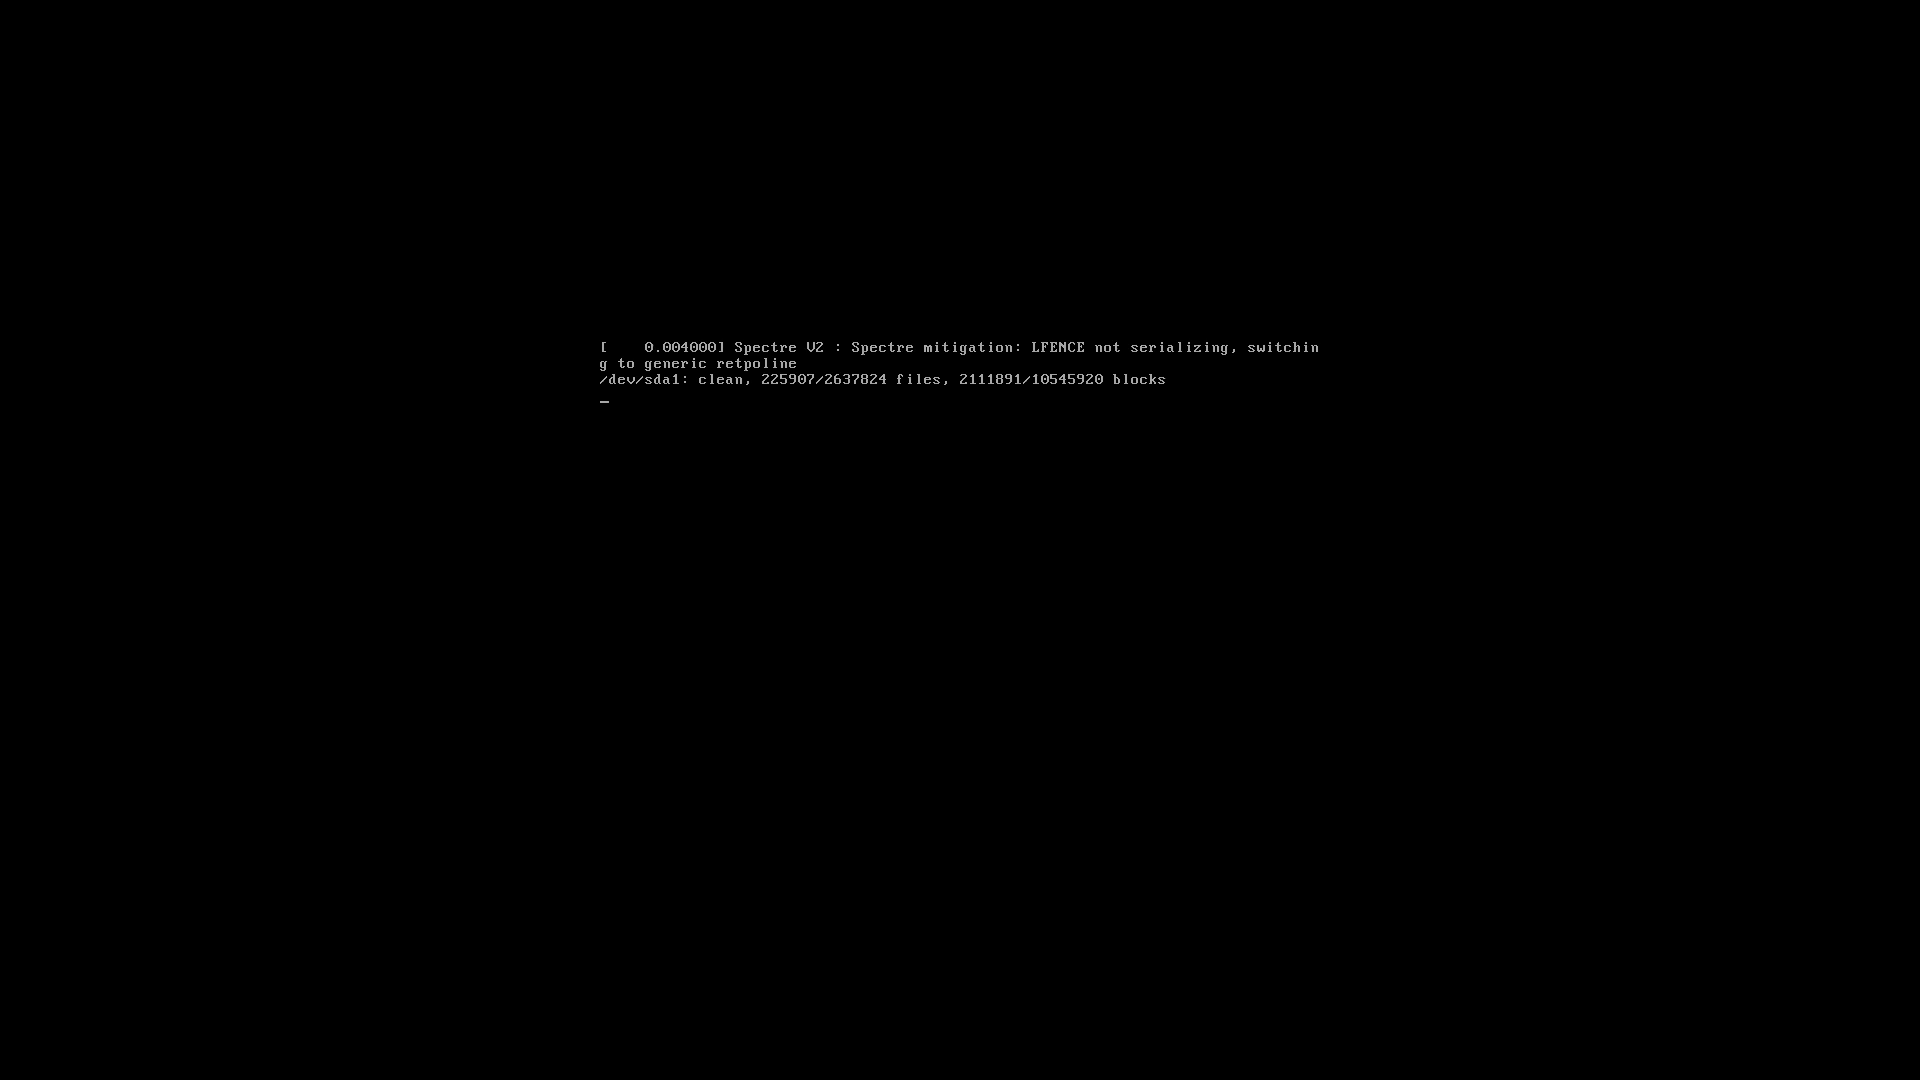 [    0.004000] Spectre V2 : Spectre mitigation: LFENCE not serializing, switchin
g to generic retpoline
/dev/sda1: clean, 225907/2637824 files, 2111891/10545920 blocks
_